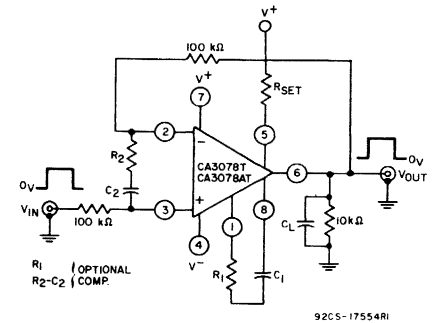 V+
100 kΩ
V+
RSET
7
5
2
−
R2
CA3078T
CA3078AT
6
0V
VOUT
0V
C2
VIN
100 kΩ
3
+
8
1
4
V−
CL
10kΩ
R1
C1
R1
R2-C2
OPTIONAL
COMP.
92CS-17554R1